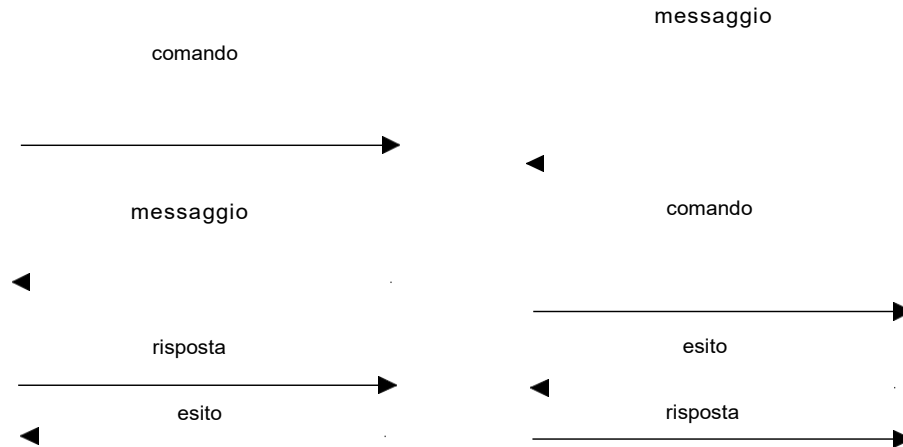 comando
messaggio
risposta
esito
messaggio
comando
esito
risposta